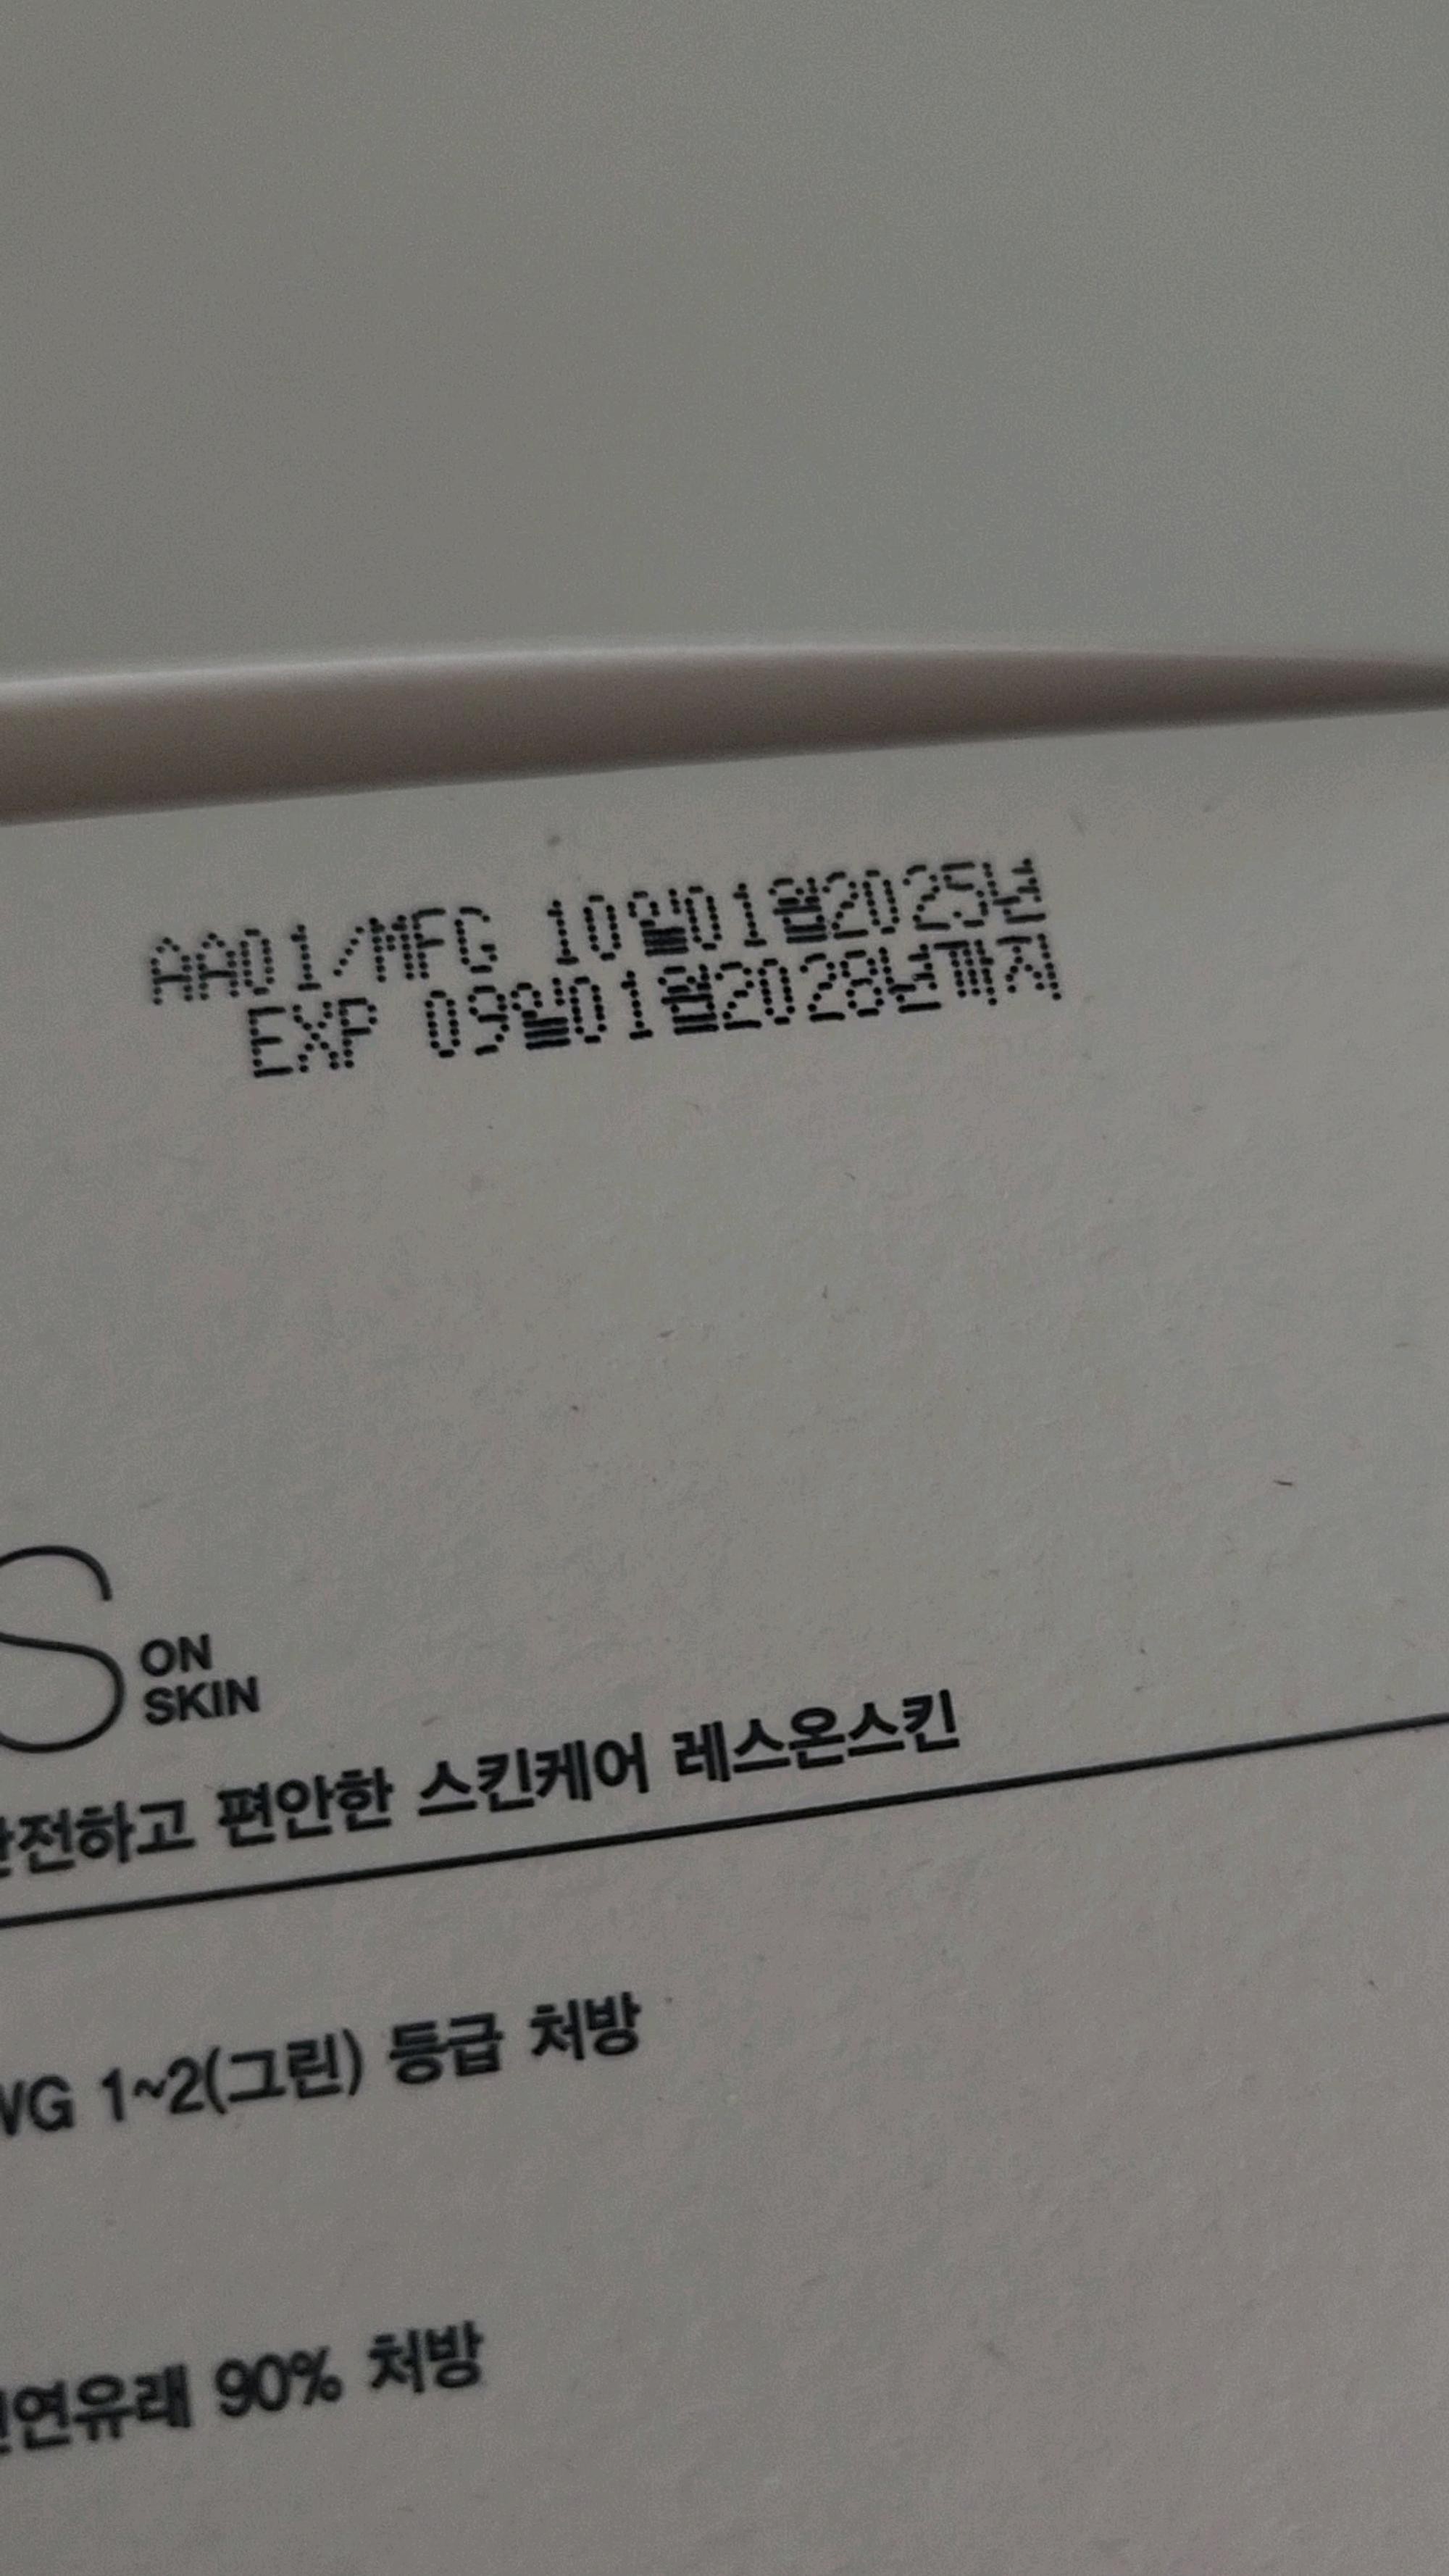 AA01/MFG 10일01월2025년
EXP 09일01월2028년까지
S ON
SKIN
안전하고 편안한 스킨케어 레스온스킨
WG 1~2(그린) 등급 처방
연유래 90% 처방